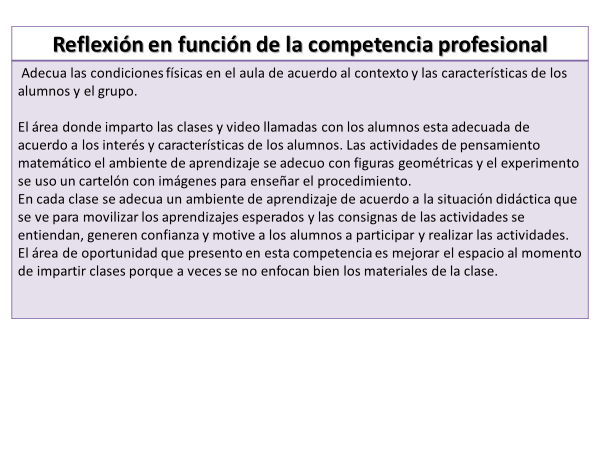 Reflexión en función de la competencia profesional
Adecua las condiciones físicas en el aula de acuerdo al contexto y las características de los
alumnos y el grupo.
El área donde imparto las clases y video llamadas con los alumnos esta adecuada de
acuerdo a los interés y características de los alumnos. Las actividades de pensamiento
matemático el ambiente de aprendizaje se adecuo con figuras geométricas y el experimento
se uso un cartelón con imágenes para enseñar el procedimiento.
En cada clase se adecua un ambiente de aprendizaje de acuerdo a la situación didáctica que
se ve para movilizar los aprendizajes esperados y las consignas de las actividades se
entiendan, generen confianza y motive a los alumnos a participar y realizar las actividades.
El área de oportunidad que presento en esta competencia es mejorar el espacio al momento
de impartir clases porque a veces se no enfocan bien los materiales de la clase.